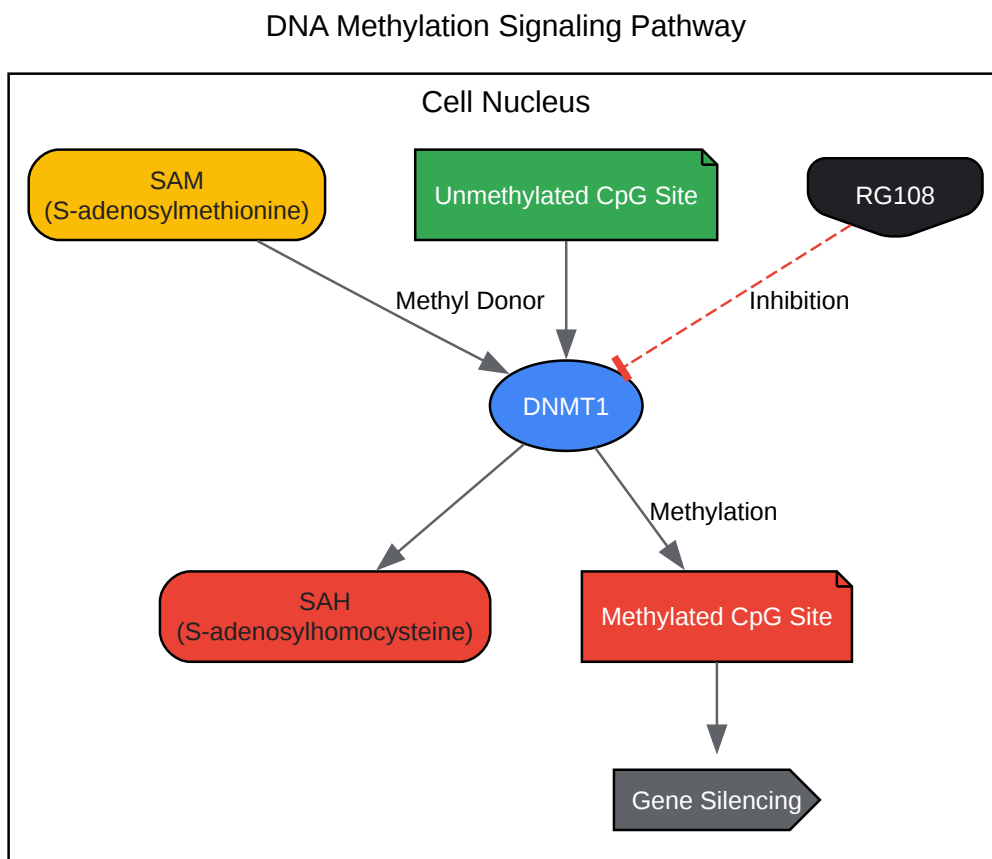 DNA Methylation Signaling Pathway
Cell Nucleus
SAM
(S-adenosylmethionine)
Unmethylated CpG Site
RG108
Methyl Donor
Inhibition
DNMT1
Methylation
SAH
(S-adenosylhomocysteine)
Methylated CpG Site
Gene Silencing